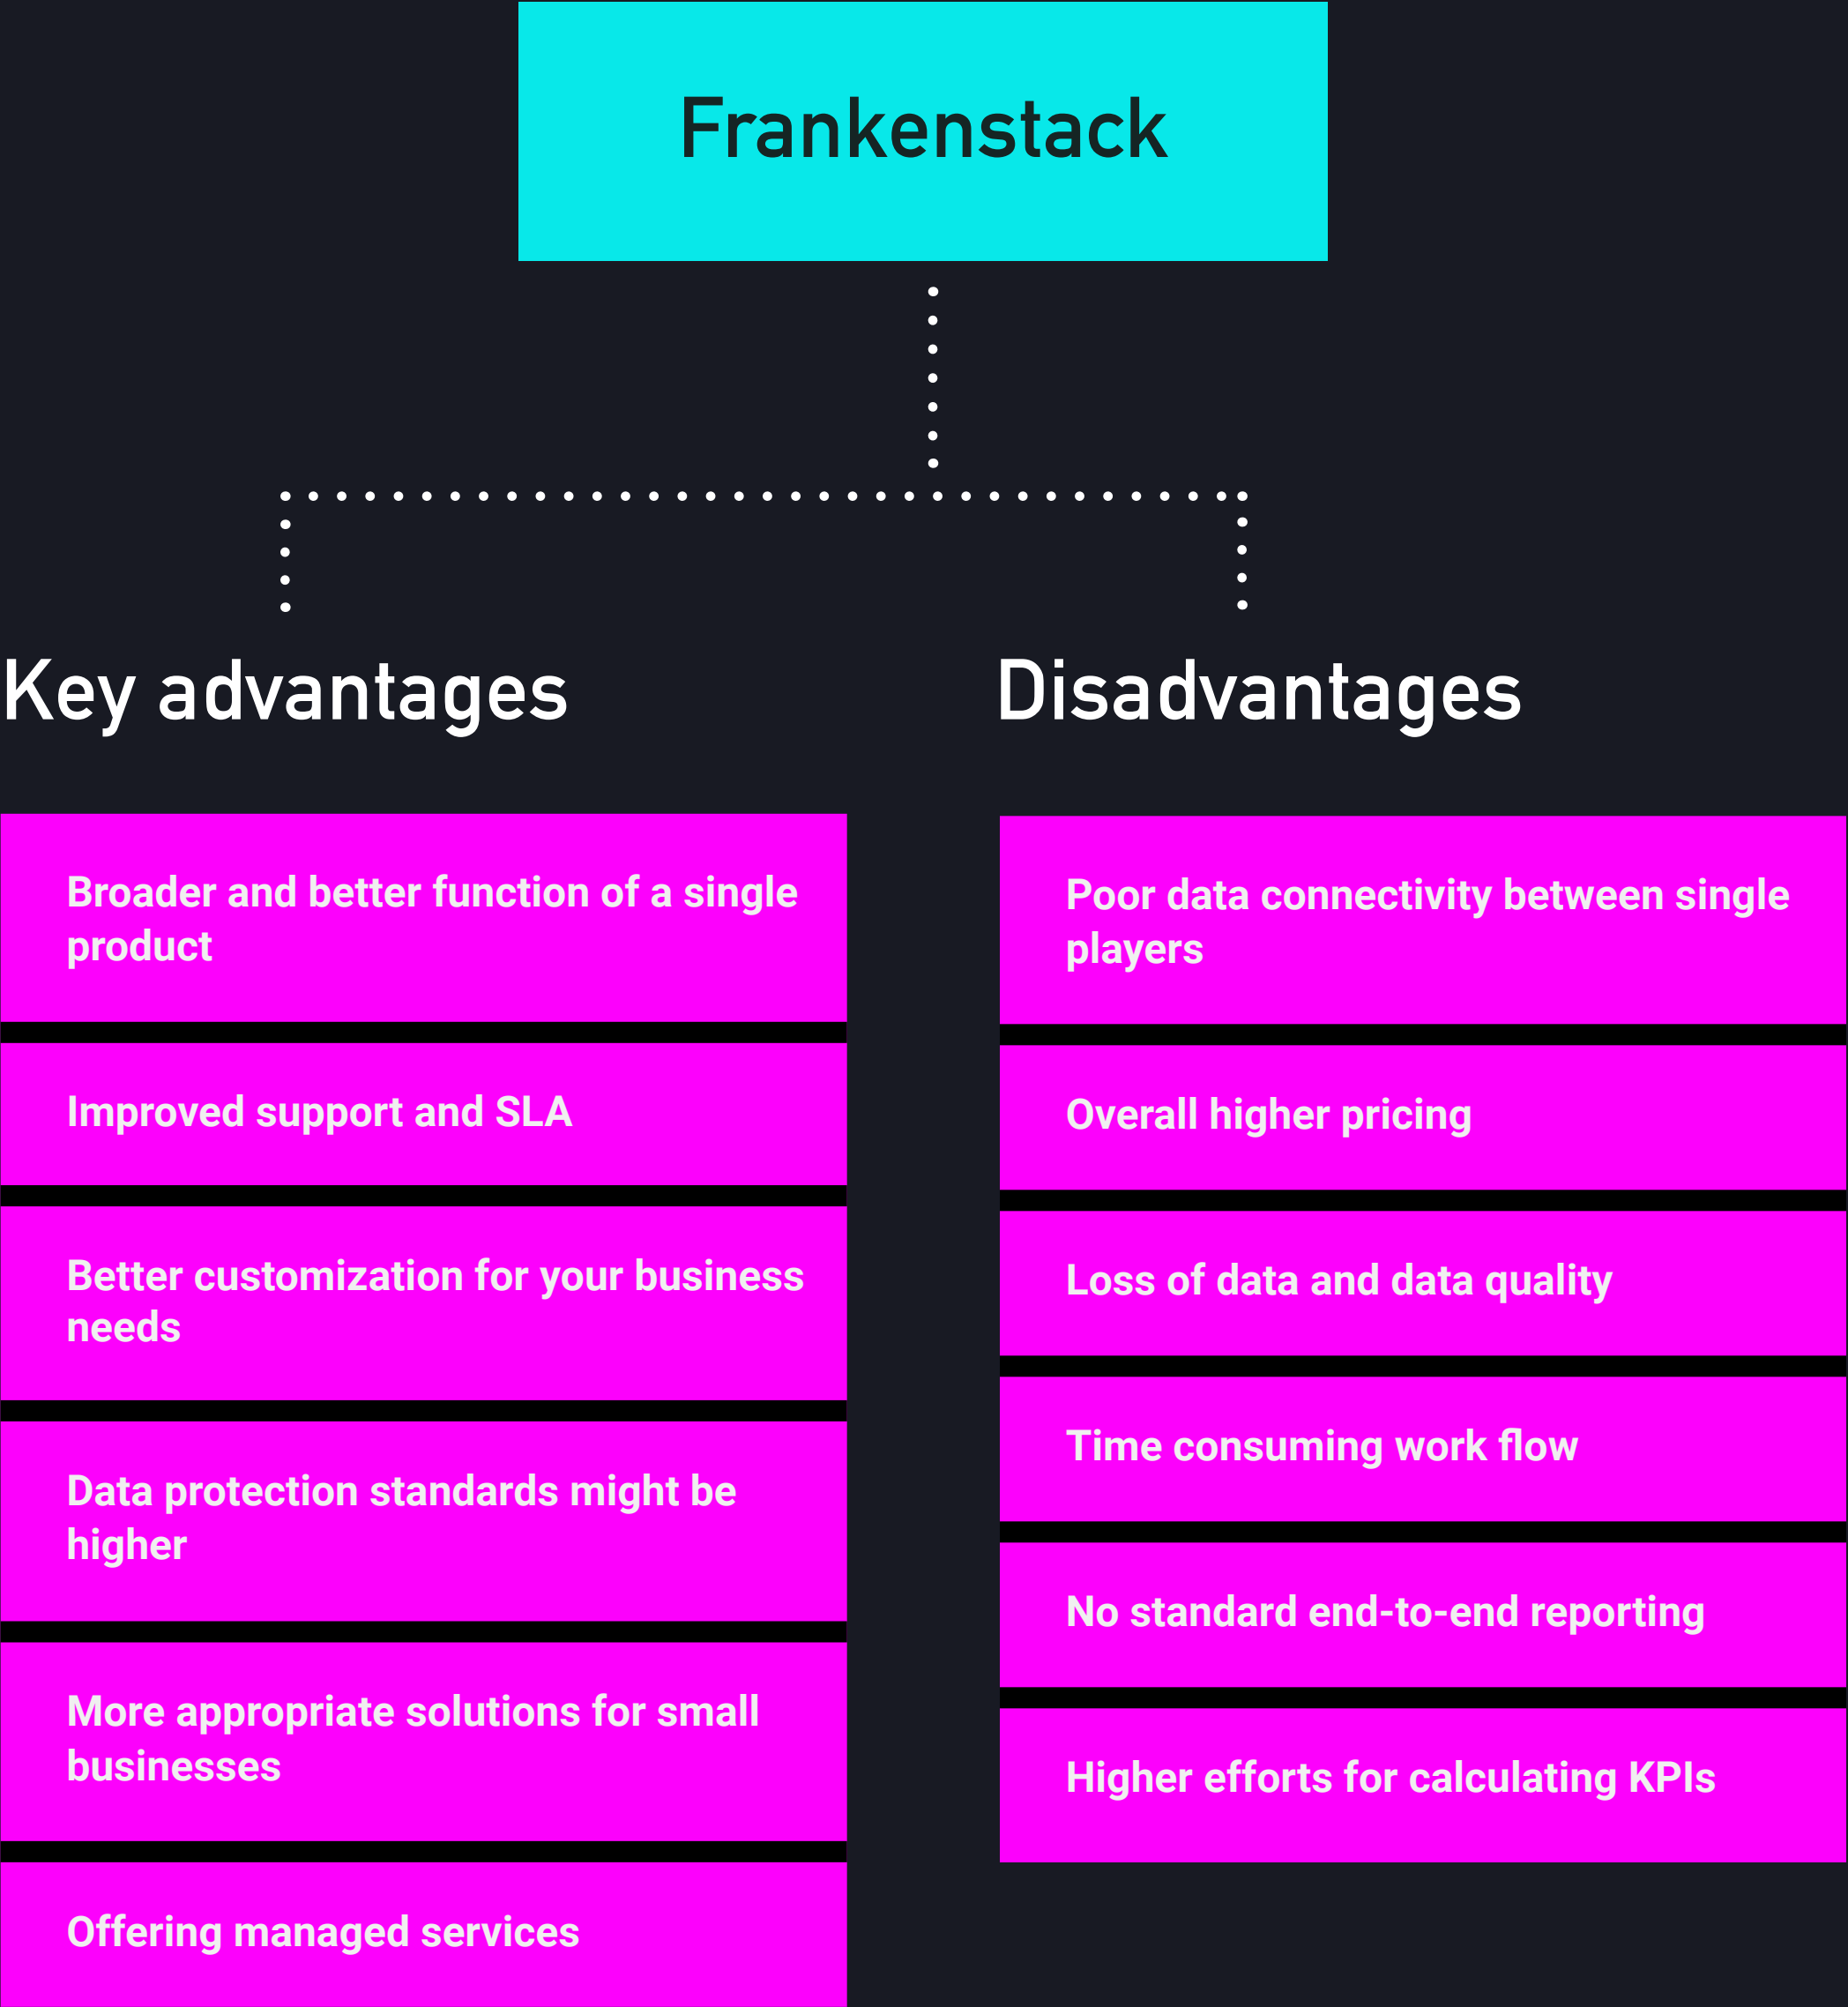 Frankenstack
Key advantages
Broader and better function of a single
product
Improved support and SLA
Better customization for your business
needs
Data protection standards might be
higher
More appropriate solutions for small
businesses
Offering managed services
Disadvantages
Poor data connectivity between single
players
Overall higher pricing
Loss of data and data quality
Time consuming work flow
No standard end-to-end reporting
Higher efforts for calculating KPIs